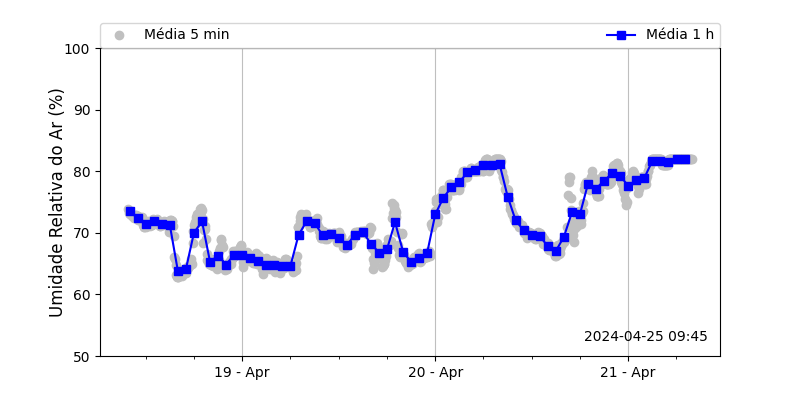 Média 5 min
Média 1 h
100
90
80
70
60
50
Umidade Relativa do Ar (%)
2024-04-25 09:45
19 - Apr
20 - Apr
21 - Apr